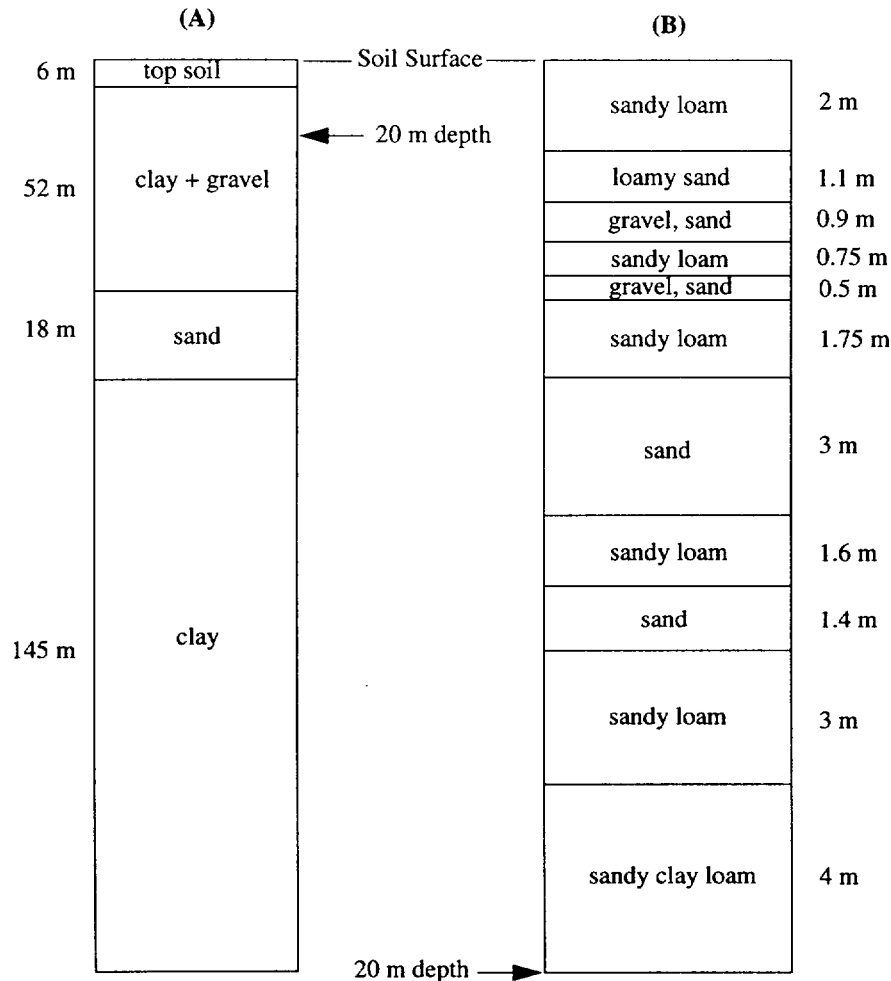 (A)
(B)
Soil Surface
6 m
top soil
20 m depth
52 m
clay + gravel
18 m
sand
145 m
clay
sandy loam
2 m
loamy sand
1.1 m
gravel, sand
0.9 m
sandy loam
0.75 m
gravel, sand
0.5 m
sandy loam
1.75 m
sand
3 m
sandy loam
1.6 m
sand
1.4 m
sandy loam
3 m
sandy clay loam
4 m
20 m depth